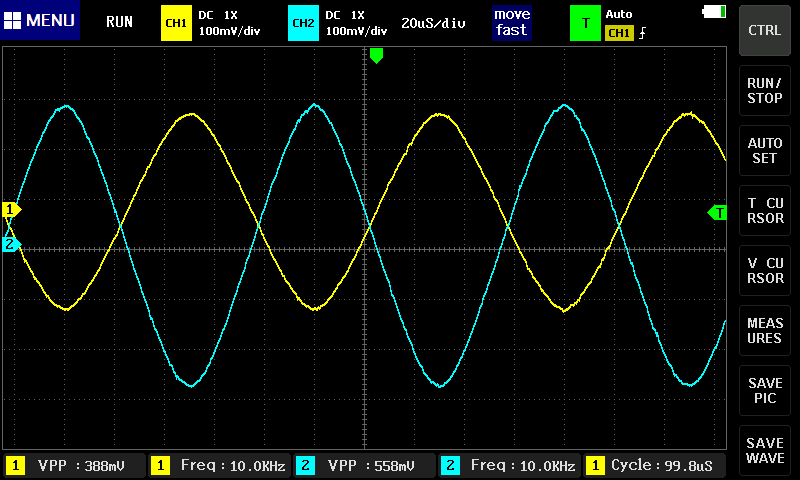 MENU RUN CH1 DC 1X 100mV/div CH2 DC 1X 100mV/div 20uS/div move fast T Auto CH1
CTRL
RUN/
STOP
AUTO
SET
T CU
RSOR
V CU
RSOR
MEAS
URES
SAVE
PIC
SAVE
WAVE
1
2
T
1 VPP : 388mV 1 Freq : 10.0KHz 2 VPP : 558mV 2 Freq : 10.0KHz 1 Cycle : 99.8uS